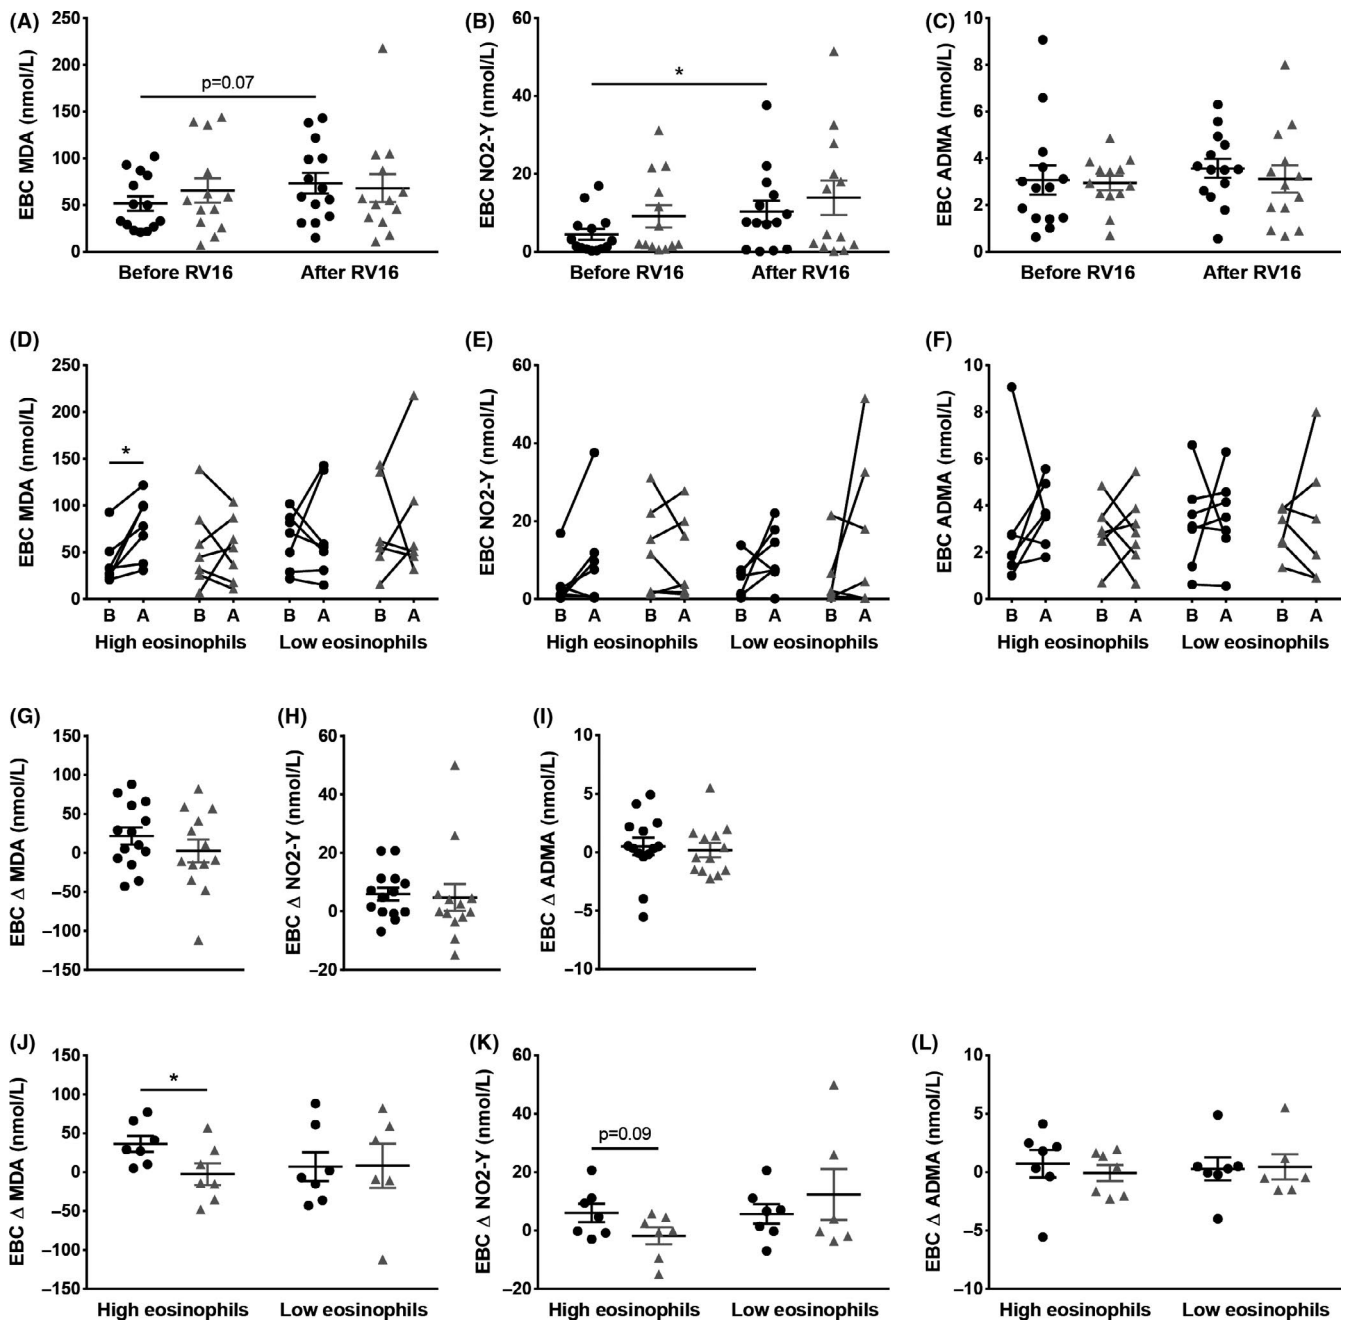 (A)
EBC MDA (nmol/L)
250
200
150
100
50
0
p=0.07
Before RV16 After RV16
(B)
EBC NO2-Y (nmol/L)
60
40
20
0
*
Before RV16 After RV16
(C)
EBC ADMA (nmol/L)
10
8
6
4
2
0
Before RV16 After RV16
(D)
EBC MDA (nmol/L)
250
200
150
100
50
0
*
B A B A B A B A
High eosinophils Low eosinophils
(E)
EBC NO2-Y (nmol/L)
60
40
20
0
B A B A B A B A
High eosinophils Low eosinophils
(F)
EBC ADMA (nmol/L)
10
8
6
4
2
0
B A B A B A B A
High eosinophils Low eosinophils
(G)
EBC Δ MDA (nmol/L)
150
100
50
0
–50
–100
–150
(H)
EBC Δ NO2-Y (nmol/L)
60
40
20
0
–20
(I)
EBC Δ ADMA (nmol/L)
10
5
0
–5
–10
(J)
EBC Δ MDA (nmol/L)
150
100
50
0
–50
–100
–150
*
High eosinophils Low eosinophils
(K)
EBC Δ NO2-Y (nmol/L)
60
40
20
0
–20
p=0.09
High eosinophils Low eosinophils
(L)
EBC Δ ADMA (nmol/L)
10
5
0
–5
–10
High eosinophils Low eosinophils